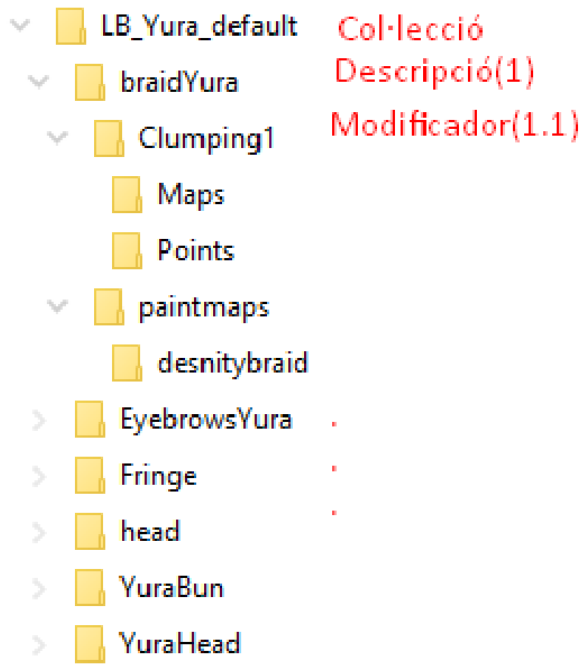 LB_Yura_default Col·lecció
braidYura Descripció(1)
Clumping1 Modificador(1.1)
Maps
Points
paintmaps
desnitybraid
EyebrowsYura .
Fringe .
head .
YuraBun
YuraHead